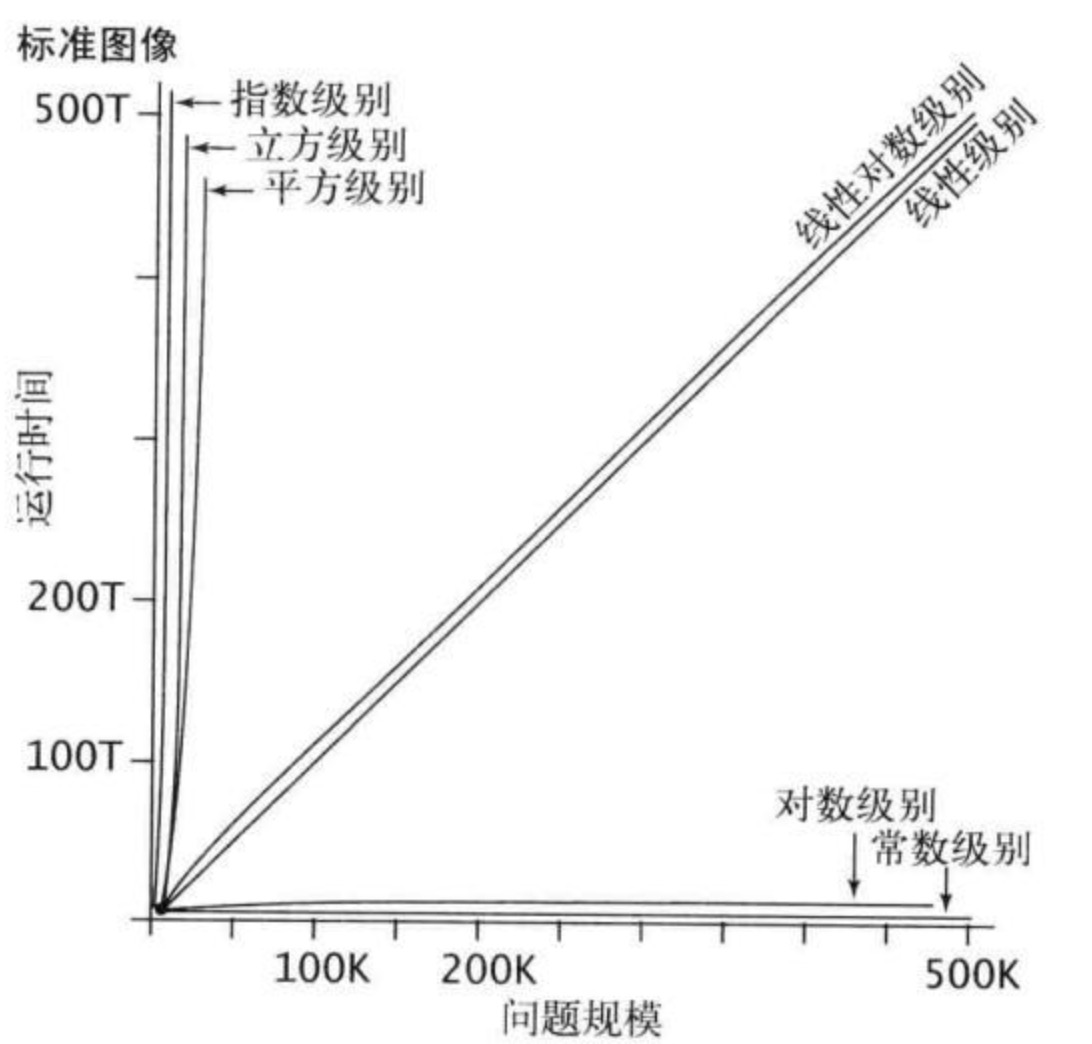 标准图像
500T
指数级别
立方级别
平方级别
线性对数级别
线性级别
运行时间
200T
100T
对数级别
常数级别
100K
200K
500K
问题规模